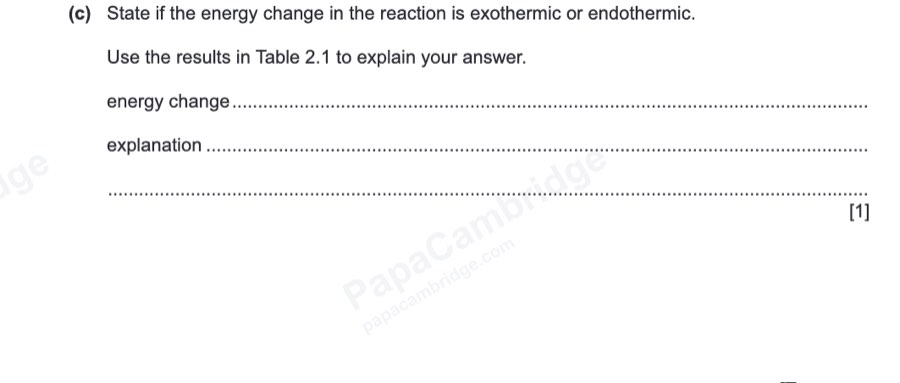 (c) State if the energy change in the reaction is exothermic or endothermic.
Use the results in Table 2.1 to explain your answer.
energy change
explanation
[1]
ge
PapaCambridge
papacambridge.com